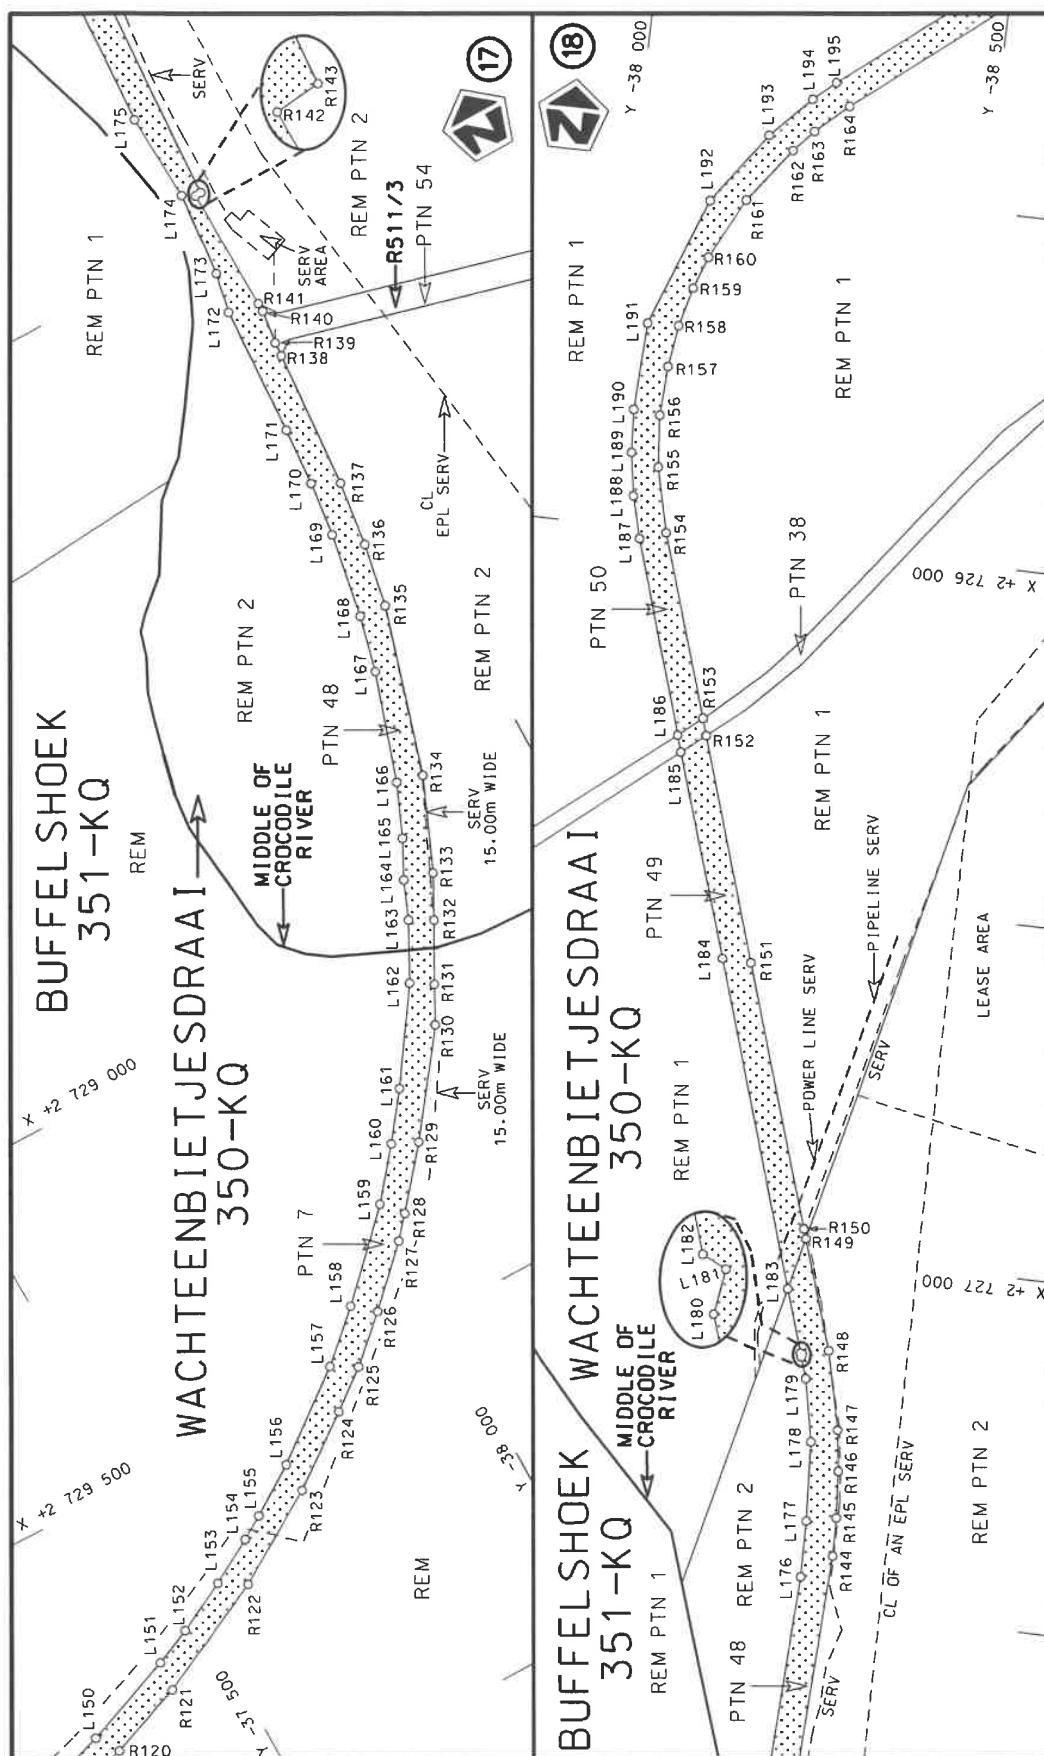 BUFFELSHOEK
351-KQ
REM
WACHTEENBIETJESDRAAI
350-KQ
MIDDLE OF
CROCODILE
RIVER
REM PTN 1
REM PTN 2
PTN 48
PTN 7
REM
REM PTN 2
REM PTN 2
R511/3
PTN 54
CL
EPL SERV
SERV
AREA
SERV
SERV
15.00m WIDE
SERV
15.00m WIDE
X +2 729 000
X +2 729 500
Y -37 500
Y -38 000
L150
L151
L152
L153
L154
L155
L156
L157
L158
L159
L160
L161
L162
L163
L164
L165
L166
L167
L168
L169
L170
L171
L172
L173
L174
L175
R120
R121
R122
R123
R124
R125
R126
R127
R128
R129
R130
R131
R132
R133
R134
R135
R136
R137
R138
R139
R140
R141
R142
R143
17
18
BUFFELSHOEK
351-KQ
REM PTN 1
WACHTEENBIETJESDRAAI
350-KQ
MIDDLE OF
CROCODILE
RIVER
REM PTN 2
PTN 48
SERV
REM PTN 1
PTN 49
PTN 50
REM PTN 1
REM PTN 1
REM PTN 1
PTN 38
POWER LINE SERV
PIPELINE SERV
SERV
LEASE AREA
CL OF AN EPL SERV
REM PTN 2
X +2 727 000
X +2 726 000
Y -38 000
Y -38 500
L176
L177
L178
L179
L180
L181
L182
L183
L184
L185
L186
L187
L188
L189
L190
L191
L192
L193
L194
L195
R144
R145
R146
R147
R148
R149
R150
R151
R152
R153
R154
R155
R156
R157
R158
R159
R160
R161
R162
R163
R164